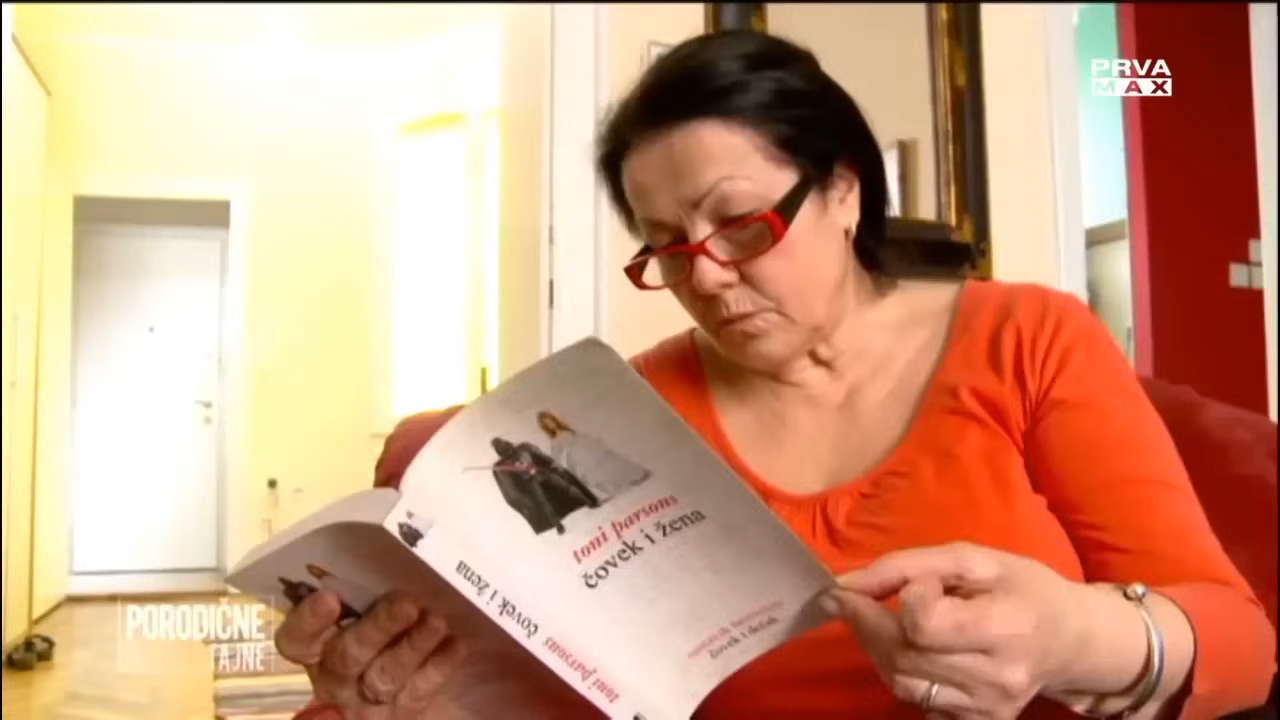 PRVA
MAX
toni parsons
čovek i žena
čovek i dečak
toni parsons čovek i žena
PORODIČNE
TAJNE